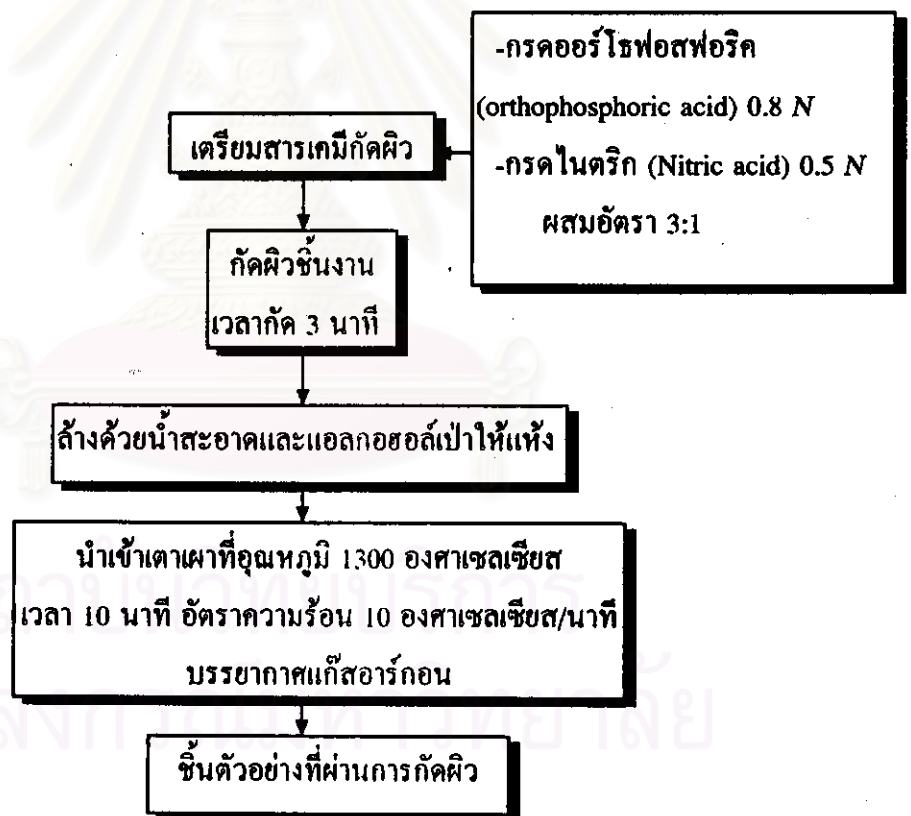 -กรดออร์โธฟอสฟอริค
(orthophosphoric acid) 0.8 N
-กรดไนตริก (Nitric acid) 0.5 N
ผสมอัตรา 3:1
เตรียมสารเคมีกัดผิว
กัดผิวชิ้นงาน
เวลากัด 3 นาที
ล้างด้วยน้ำสะอาดและแอลกอฮอล์เป่าให้แห้ง
นำเข้าเตาเผาที่อุณหภูมิ 1300 องศาเซลเซียส
เวลา 10 นาที อัตราความร้อน 10 องศาเซลเซียส/นาที
บรรยากาศแก๊สอาร์กอน
ชิ้นตัวอย่างที่ผ่านการกัดผิว